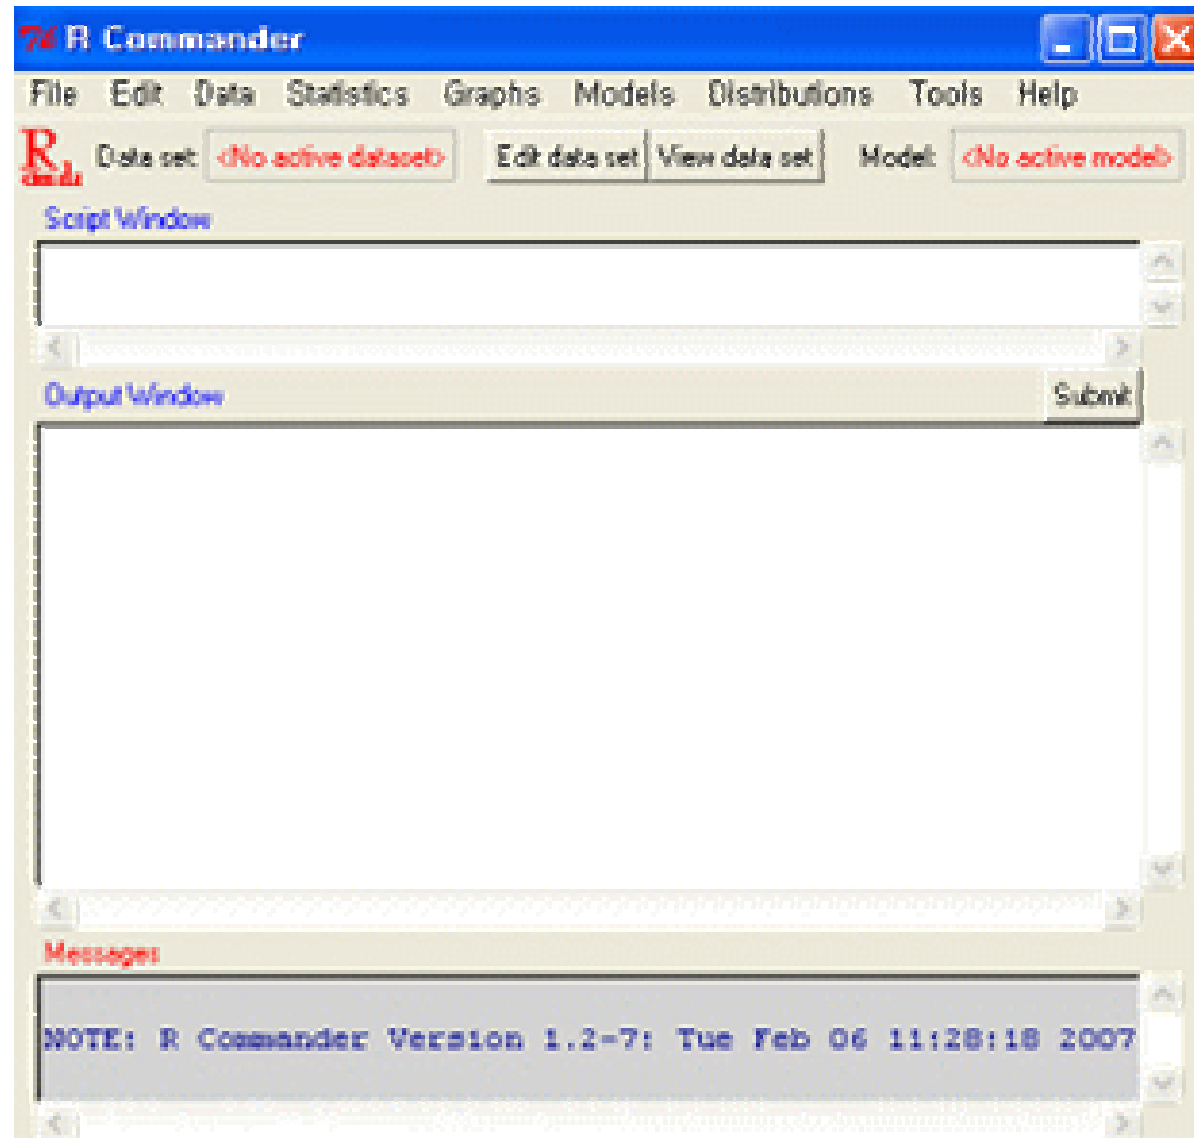 R Commander
File Edit Data Statistics Graphs Models Distributions Tools Help
R Data set: <No active dataset> Edit data set View data set Model: <No active model>
Script Window
Output Window Submit
Messages
NOTE: R Commander Version 1.2-7: Tue Feb 06 11:28:18 2007